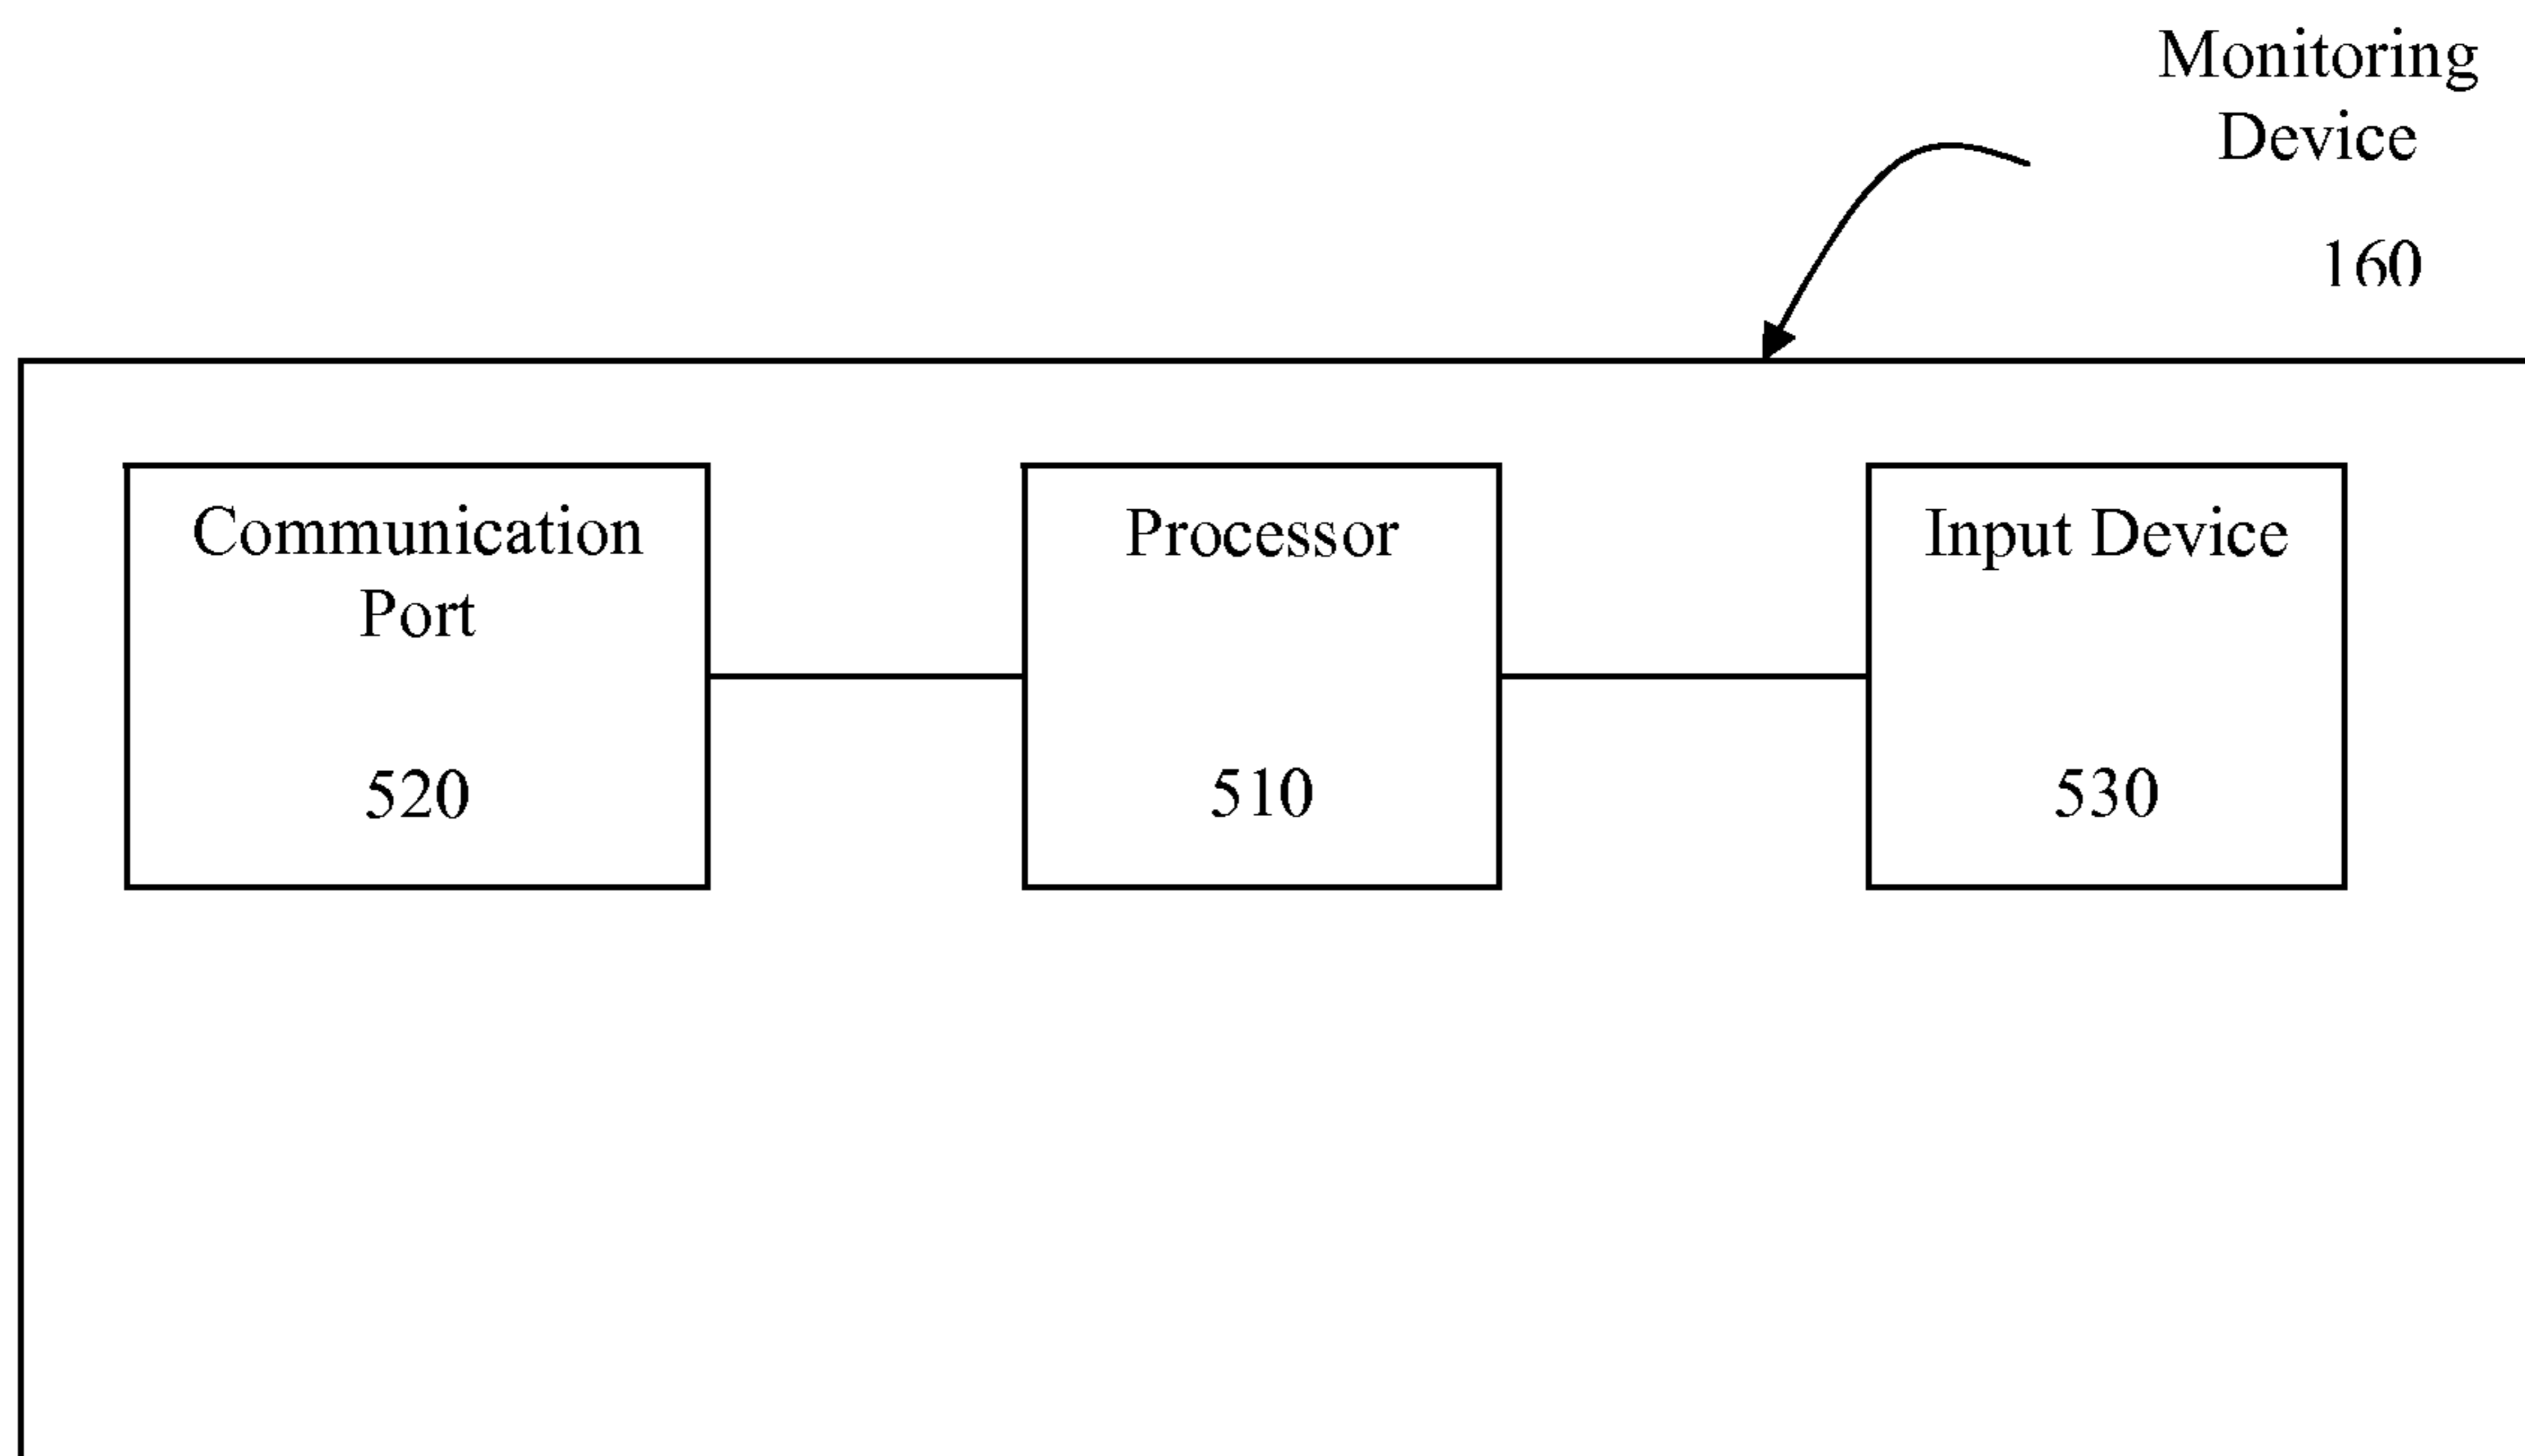 Monitoring
Device
160
Communication
Port
520
Processor
510
Input Device
530